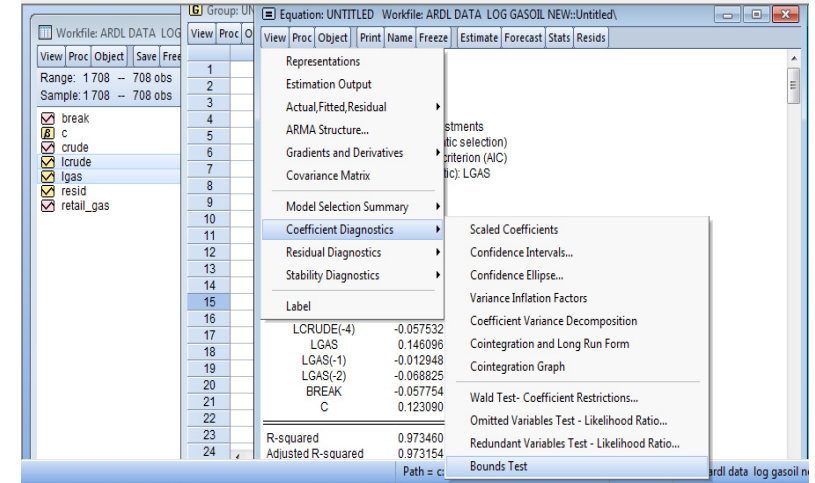 Group: UN
Equation: UNTITLED Workfile: ARDL DATA LOG GASOIL NEW::Untitled\
Workfile: ARDL DATA LOG
View Proc O
View Proc Object Print Name Freeze Estimate Forecast Stats Resids
View Proc Object Save Free
Range: 1 708 -- 708 obs
Sample: 1 708 -- 708 obs
break
c
crude
lcrude
lgas
resid
retail_gas
1
2
3
4
5
6
7
8
9
10
11
12
13
14
15
16
17
18
19
20
21
22
23
24
Representations
Estimation Output
Actual,Fitted,Residual
ARMA Structure...
Gradients and Derivatives
Covariance Matrix
Model Selection Summary
Coefficient Diagnostics
Residual Diagnostics
Stability Diagnostics
Label
stments
tic selection)
criterion (AIC)
tic): LGAS
Scaled Coefficients
Confidence Intervals...
Confidence Ellipse...
Variance Inflation Factors
Coefficient Variance Decomposition
Cointegration and Long Run Form
Cointegration Graph
Wald Test- Coefficient Restrictions...
Omitted Variables Test - Likelihood Ratio...
Redundant Variables Test - Likelihood Ratio...
Bounds Test
LCRUDE(-4) -0.057532
LGAS 0.146096
LGAS(-1) -0.012948
LGAS(-2) -0.068825
BREAK -0.057754
C 0.123090
R-squared 0.973460
Adjusted R-squared 0.973154
Path = c: ardl data log gasoil n